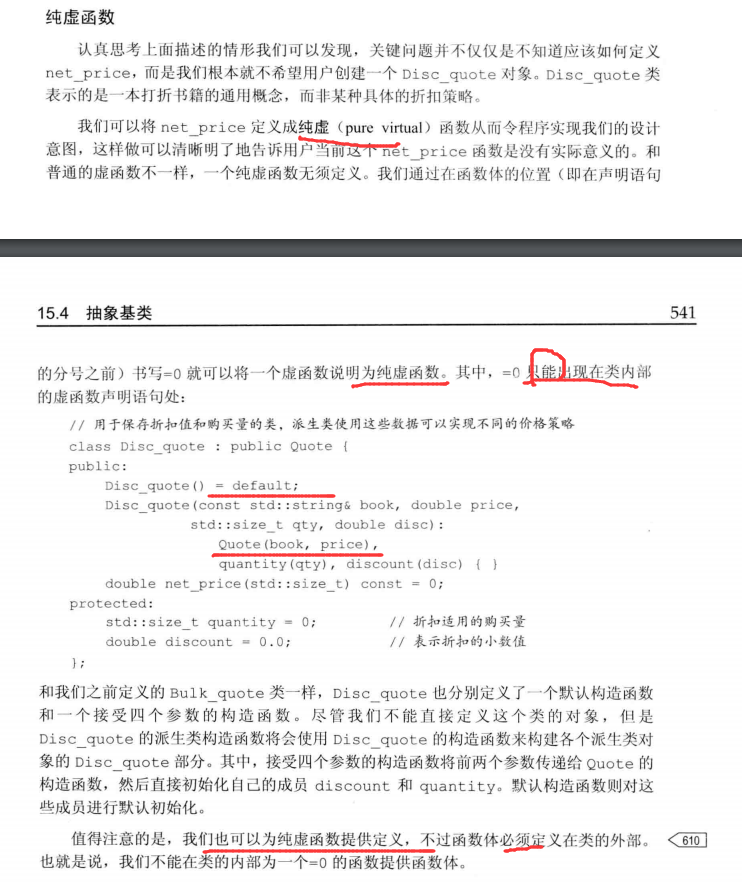 纯虚函数
认真思考上面描述的情形我们可以发现，关键问题并不仅仅是不知道应该如何定义
net_price，而是我们根本就不希望用户创建一个 Disc_quote 对象。Disc_quote 类
表示的是一本打折书籍的通用概念，而非某种具体的折扣策略。
我们可以将 net_price 定义成纯虚（pure virtual）函数从而令程序实现我们的设计
意图，这样做可以清晰明了地告诉用户当前这个 net_price 函数是没有实际意义的。和
普通的虚函数不一样，一个纯虚函数无须定义。我们通过在函数体的位置（即在声明语句
15.4 抽象基类 541
的分号之前）书写=0 就可以将一个虚函数说明为纯虚函数。其中，=0 只能出现在类内部
的虚函数声明语句处：
// 用于保存折扣值和购买量的类，派生类使用这些数据可以实现不同的价格策略
class Disc_quote : public Quote {
public:
Disc_quote() = default;
Disc_quote(const std::string& book, double price,
std::size_t qty, double disc):
Quote(book, price),
quantity(qty), discount(disc) { }
double net_price(std::size_t) const = 0;
protected:
std::size_t quantity = 0; // 折扣适用的购买量
double discount = 0.0; // 表示折扣的小数值
};
和我们之前定义的 Bulk_quote 类一样，Disc_quote 也分别定义了一个默认构造函数
和一个接受四个参数的构造函数。尽管我们不能直接定义这个类的对象，但是
Disc_quote 的派生类构造函数将会使用 Disc_quote 的构造函数来构建各个派生类对
象的 Disc_quote 部分。其中，接受四个参数的构造函数将前两个参数传递给 Quote 的
构造函数，然后直接初始化自己的成员 discount 和 quantity。默认构造函数则对这
些成员进行默认初始化。
值得注意的是，我们也可以为纯虚函数提供定义，不过函数体必须定义在类的外部。 610
也就是说，我们不能在类的内部为一个=0 的函数提供函数体。